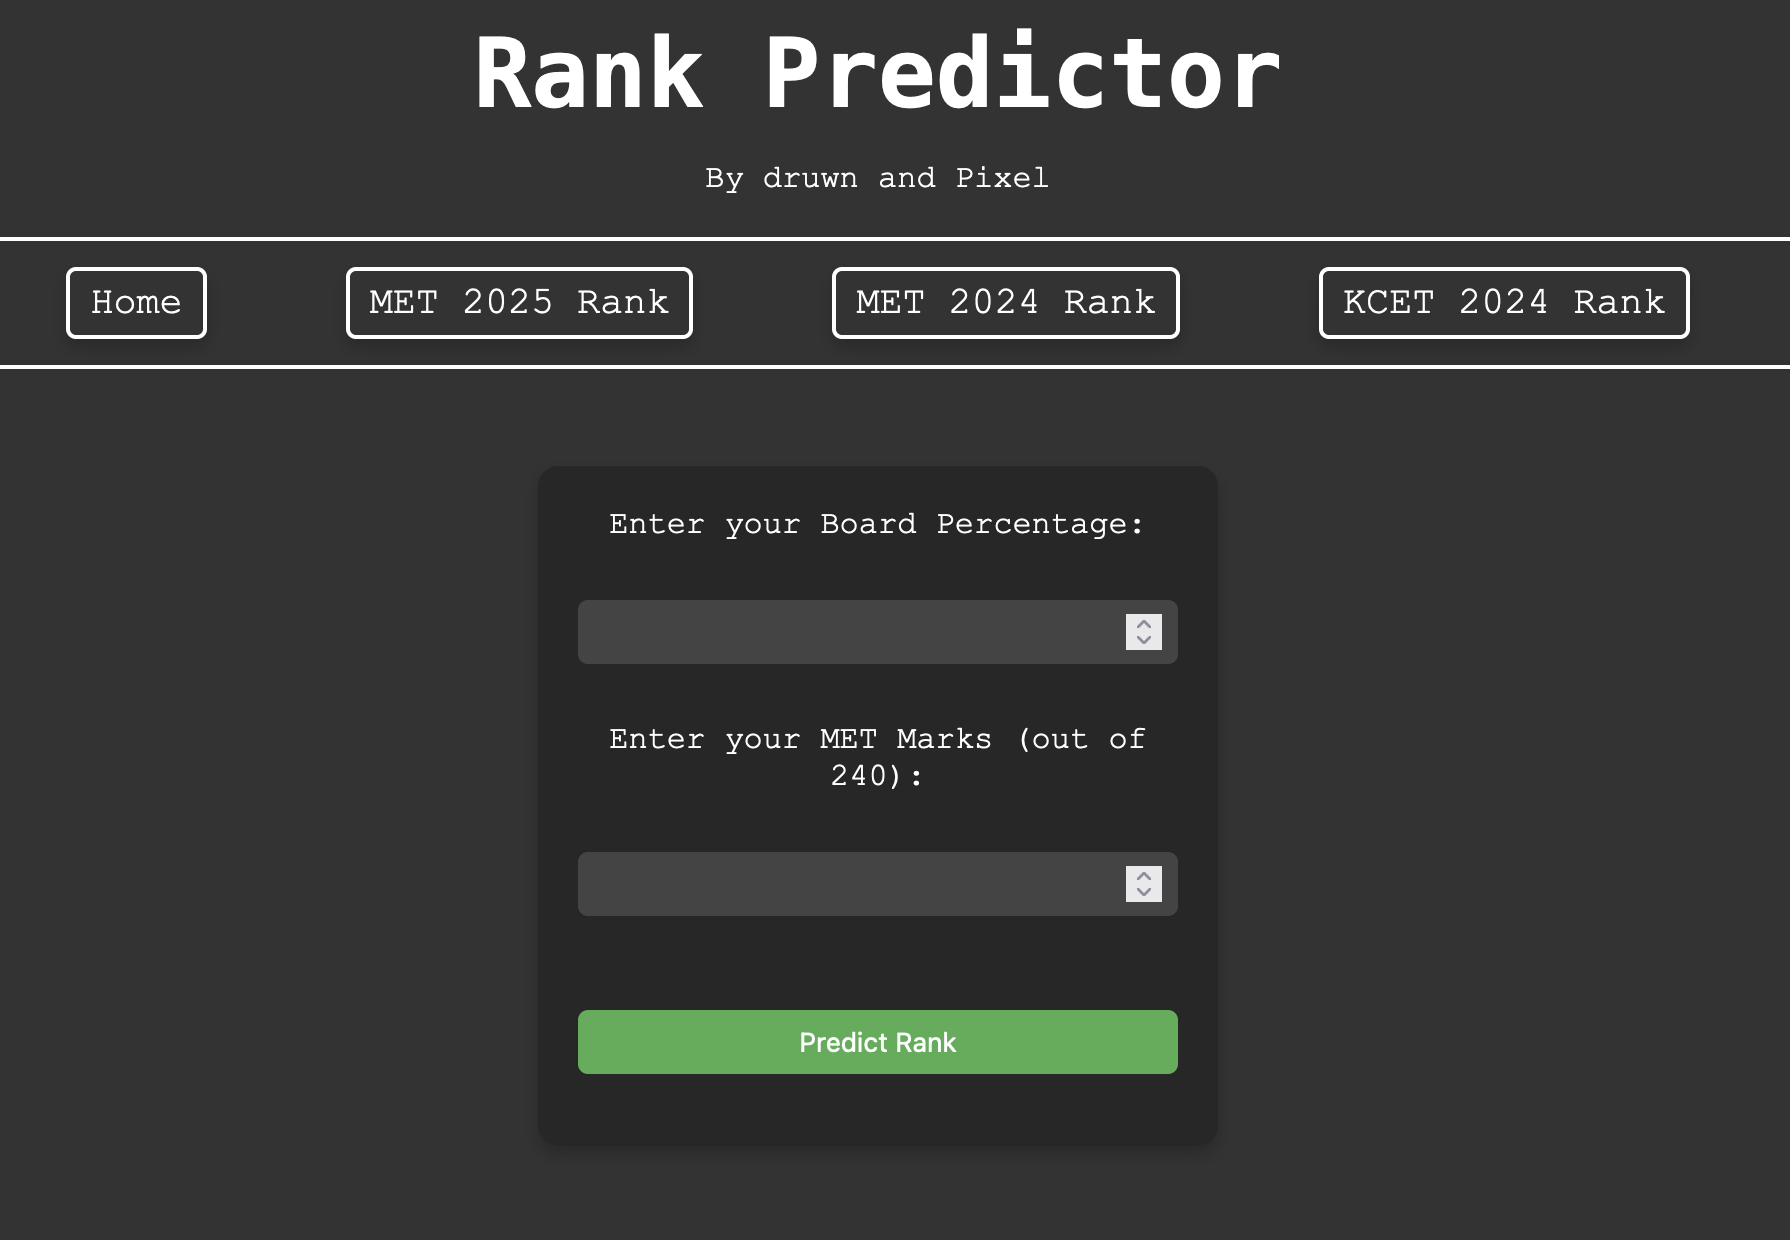 Rank Predictor
By druwn and Pixel
Home
MET 2025 Rank
MET 2024 Rank
KCET 2024 Rank
Enter your Board Percentage:
Enter your MET Marks (out of
240):
Predict Rank